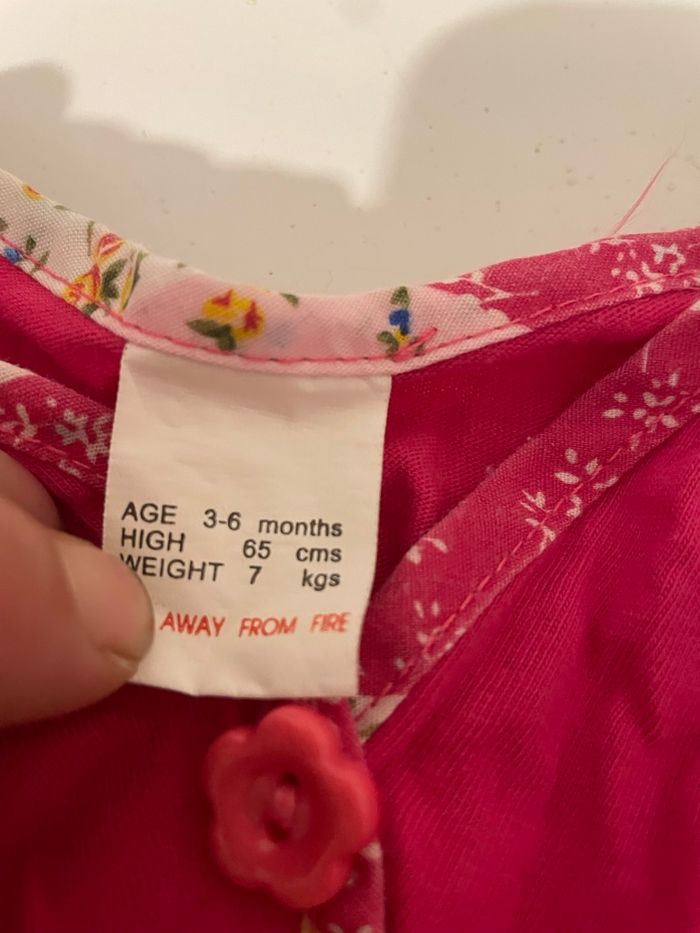 AGE 3-6 months
HIGH 65 cms
WEIGHT 7 kgs
AWAY FROM FIRE